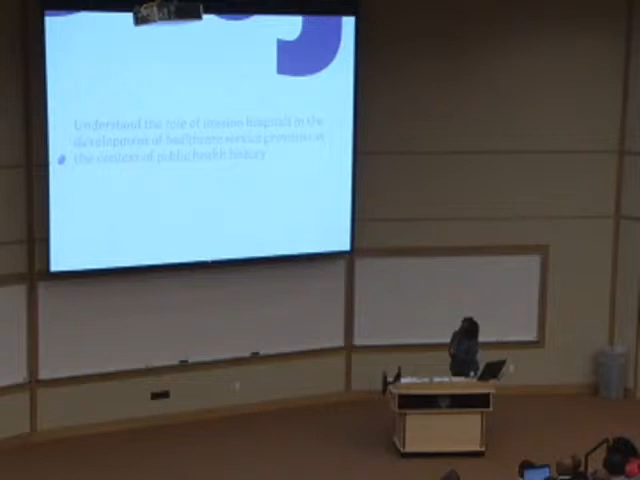 Understand the role of mission hospitals in the
development of healthcare service provision in
the context of public health history